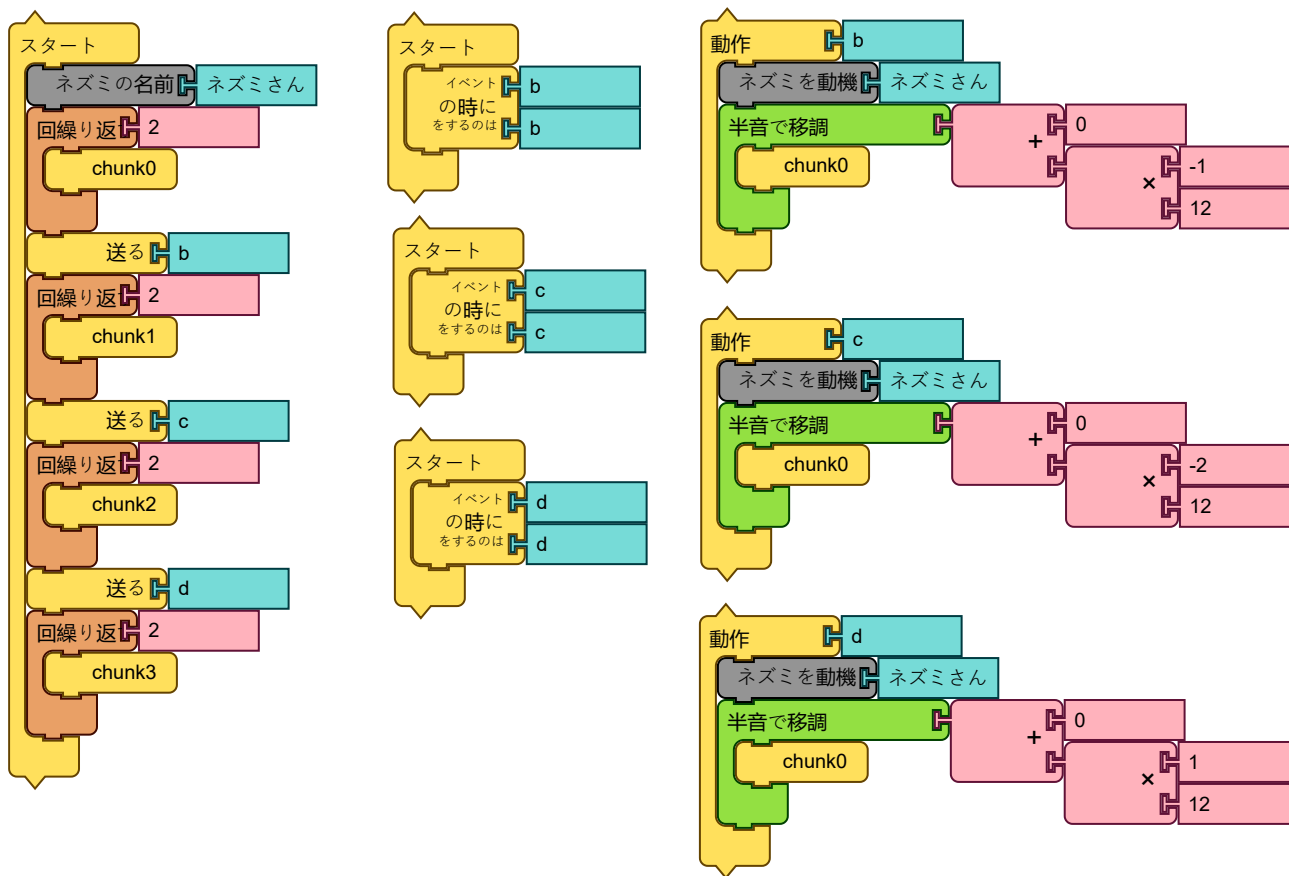 スタート
ネズミの名前 ネズミさん
回繰り返す 2
chunk0
送る b
回繰り返す 2
chunk1
送る c
回繰り返す 2
chunk2
送る d
回繰り返す 2
chunk3
スタート
イベント b
の時に
をするのは b
スタート
イベント c
の時に
をするのは c
スタート
イベント d
の時に
をするのは d
動作 b
ネズミを動機 ネズミさん
半音で移調 + 0
chunk0
× -1
12
動作 c
ネズミを動機 ネズミさん
半音で移調 + 0
chunk0
× -2
12
動作 d
ネズミを動機 ネズミさん
半音で移調 + 0
chunk0
× 1
12